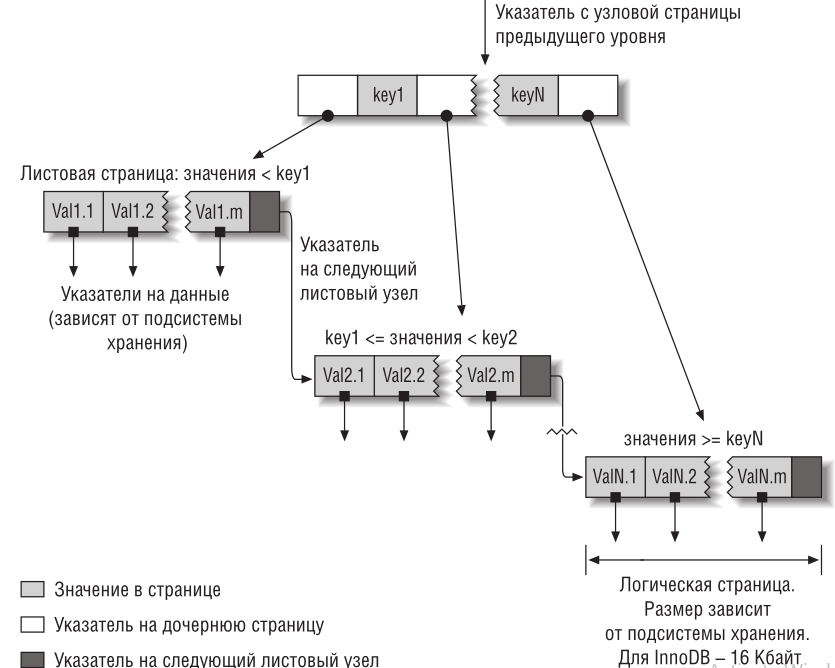 Указатель с узловой страницы
предыдущего уровня
key1
keyN
Листовая страница: значения < key1
Val1.1
Val1.2
Val1.m
Указатель
на следующий
листовый узел
Указатели на данные
(зависят от подсистемы
хранения)
key1 <= значения < key2
Val2.1
Val2.2
Val2.m
значения >= keyN
ValN.1
ValN.2
ValN.m
Логическая страница.
Размер зависит
от подсистемы хранения.
Для InnoDB – 16 Кбайт
Значение в странице
Указатель на дочернюю страницу
Указатель на следующий листовый узел